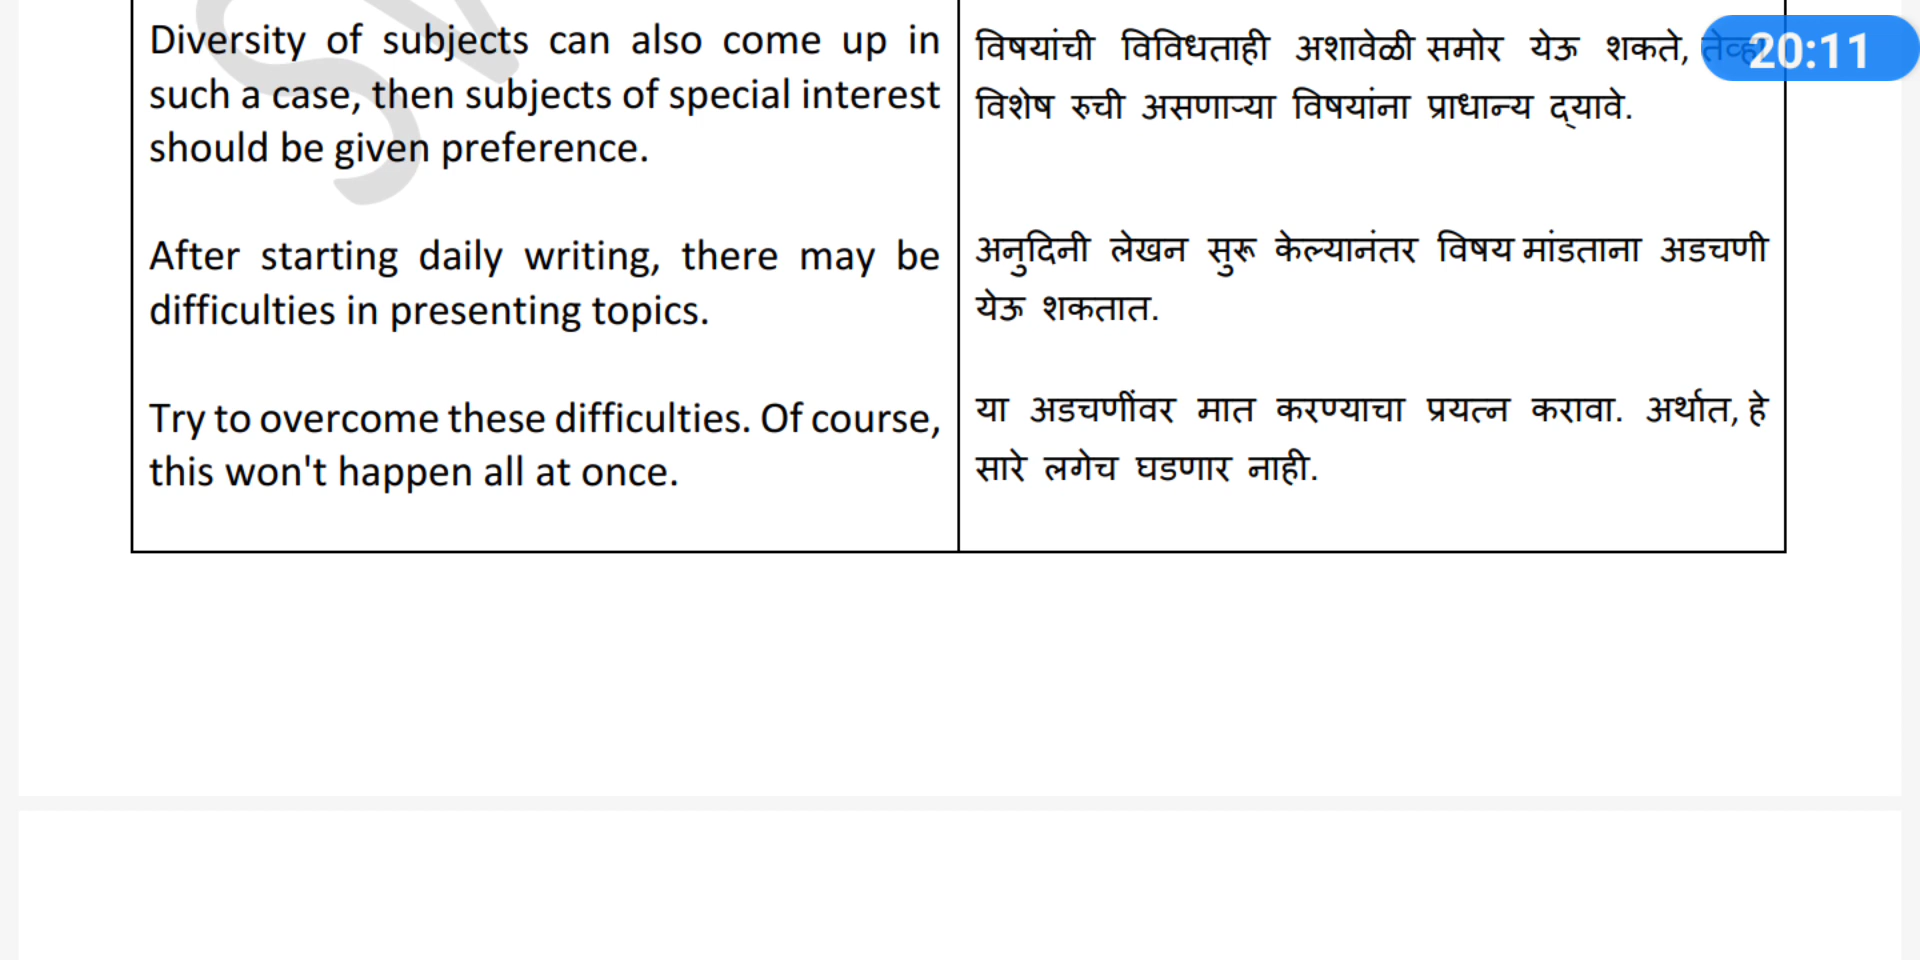 Diversity of subjects can also come up in
such a case, then subjects of special interest
should be given preference.
After starting daily writing, there may be
difficulties in presenting topics.
Try to overcome these difficulties. Of course,
this won't happen all at once.
विषयांची विविधताही अशावेळी समोर येऊ शकते,
विशेष रुची असणाऱ्या विषयांना प्राधान्य द्यावे.
अनुदिनी लेखन सुरू केल्यानंतर विषय मांडताना अडचणी
येऊ शकतात.
या अडचणींवर मात करण्याचा प्रयत्न करावा. अर्थात, हे
सारे लगेच घडणार नाही.
20:11